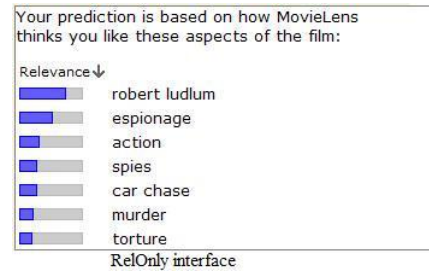 Your prediction is based on how MovieLens
thinks you like these aspects of the film:
Relevance↓
robert ludlum
espionage
action
spies
car chase
murder
torture
RelOnly interface